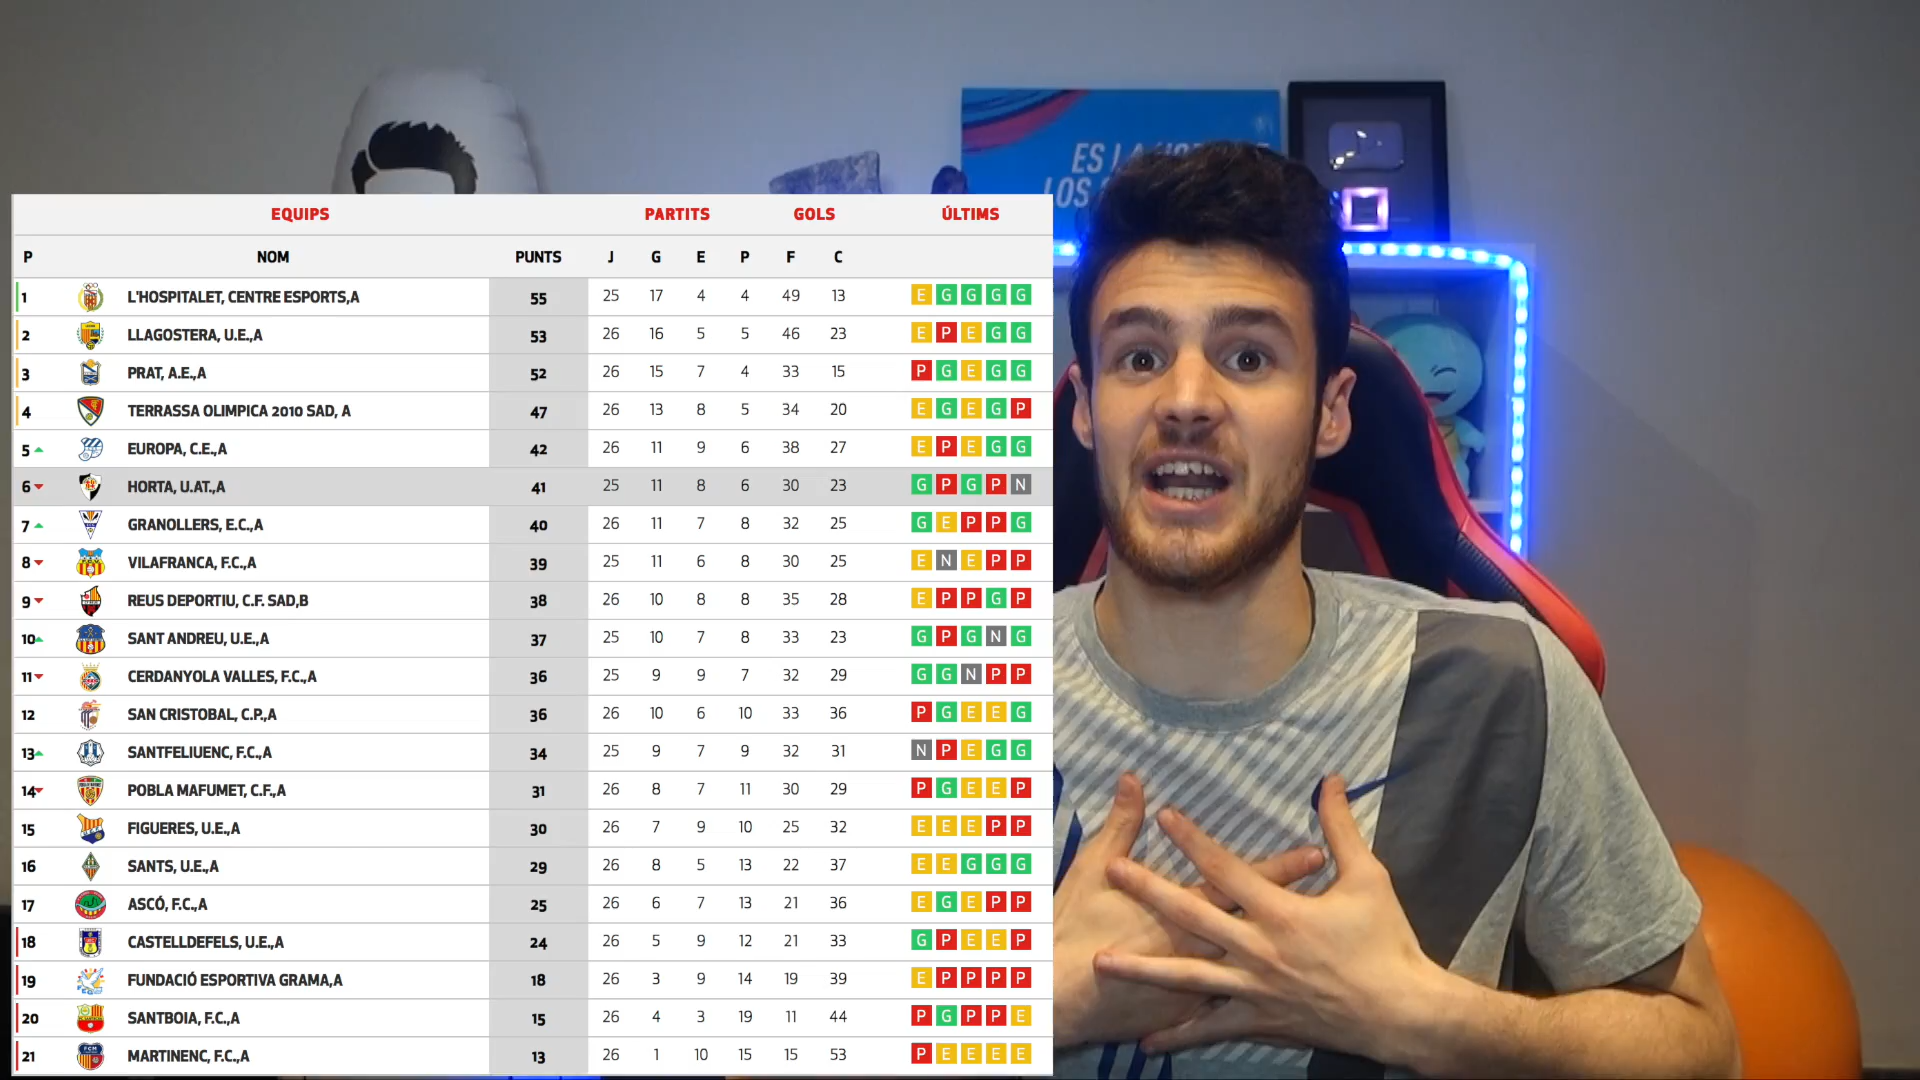 ES LA
LOS
EQUIPS PARTITS GOLS ÚLTIMS
P NOM PUNTS J G E P F C
1 L'HOSPITALET, CENTRE ESPORTS,A 55 25 17 4 4 49 13 E G G G G
2 LLAGOSTERA, U.E.,A 53 26 16 5 5 46 23 E P E G G
3 PRAT, A.E.,A 52 26 15 7 4 33 15 P G E G G
4 TERRASSA OLIMPICA 2010 SAD, A 47 26 13 8 5 34 20 E G E G P
5 EUROPA, C.E.,A 42 26 11 9 6 38 27 E P E G G
6 HORTA, U.AT.,A 41 25 11 8 6 30 23 G P G P N
7 GRANOLLERS, E.C.,A 40 26 11 7 8 32 25 G E P P G
8 VILAFRANCA, F.C.,A 39 25 11 6 8 30 25 E N E P P
9 REUS DEPORTIU, C.F. SAD,B 38 26 10 8 8 35 28 E P P G P
10 SANT ANDREU, U.E.,A 37 25 10 7 8 33 23 G P G N G
11 CERDANYOLA VALLES, F.C.,A 36 25 9 9 7 32 29 G G N P P
12 SAN CRISTOBAL, C.P.,A 36 26 10 6 10 33 36 P G E E G
13 SANTFELIUENC, F.C.,A 34 25 9 7 9 32 31 N P E G G
14 POBLA MAFUMET, C.F.,A 31 26 8 7 11 30 29 P G E E P
15 FIGUERES, U.E.,A 30 26 7 9 10 25 32 E E E P P
16 SANTS, U.E.,A 29 26 8 5 13 22 37 E E G G G
17 ASCÓ, F.C.,A 25 26 6 7 13 21 36 E G E P P
18 CASTELLDEFELS, U.E.,A 24 26 5 9 12 21 33 G P E E P
19 FUNDACIÓ ESPORTIVA GRAMA,A 18 26 3 9 14 19 39 E P P P P
20 SANTBOIA, F.C.,A 15 26 4 3 19 11 44 P G P P E
21 MARTINENC, F.C.,A 13 26 1 10 15 15 53 P E E E E